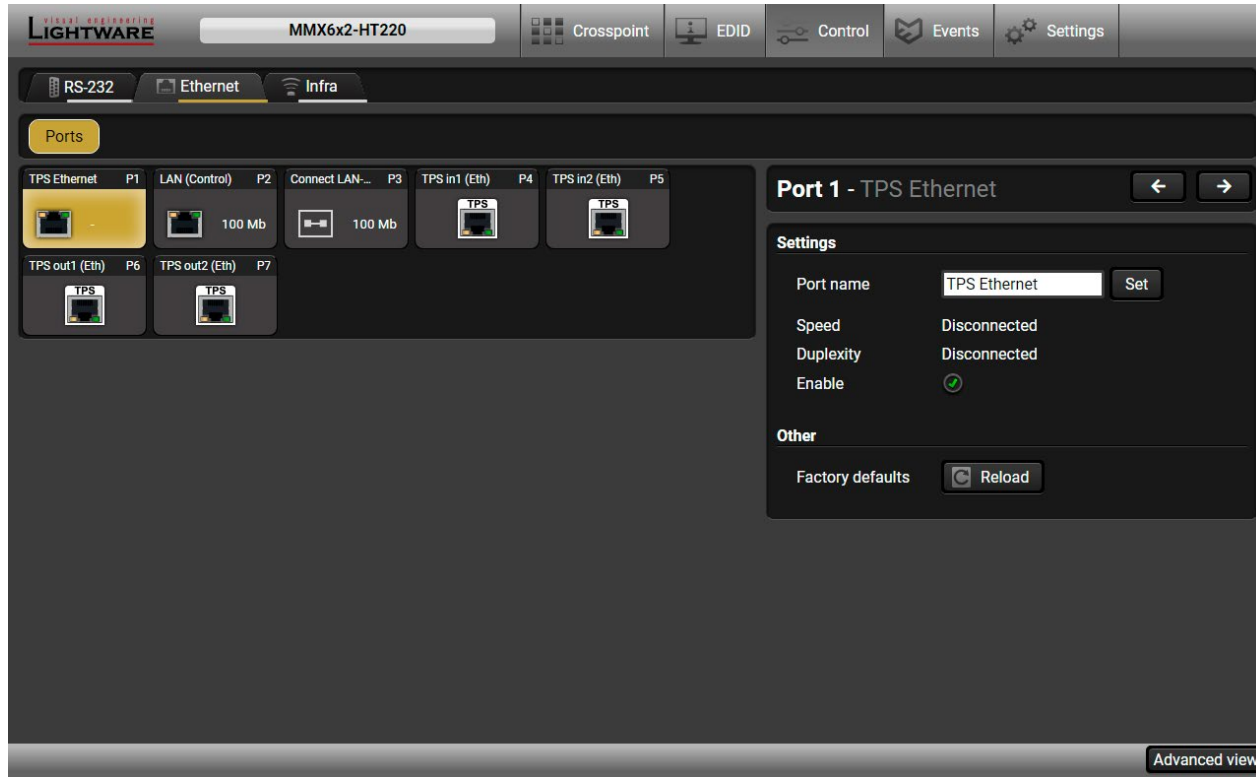 visual engineering
LIGHTWARE
MMX6x2-HT220
Crosspoint
EDID
Control
Events
Settings
RS-232
Ethernet
Infra
Ports
TPS Ethernet P1
-
LAN (Control) P2
100 Mb
Connect LAN-... P3
100 Mb
TPS in1 (Eth) P4
TPS
TPS in2 (Eth) P5
TPS
TPS out1 (Eth) P6
TPS
TPS out2 (Eth) P7
TPS
Port 1 - TPS Ethernet
Settings
Port name TPS Ethernet Set
Speed Disconnected
Duplexity Disconnected
Enable
Other
Factory defaults Reload
Advanced view